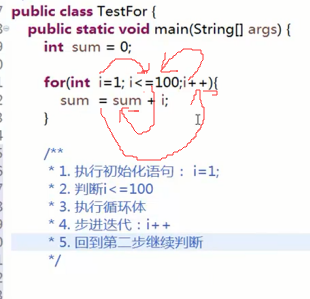 public class TestFor {
public static void main(String[] args) {
int sum = 0;
for(int i=1; i<=100;i++){
sum = sum + i;
}
/**
* 1. 执行初始化语句： i=1;
* 2. 判断i<=100
* 3. 执行循环体
* 4. 步进迭代：i++
* 5. 回到第二步继续判断
*/